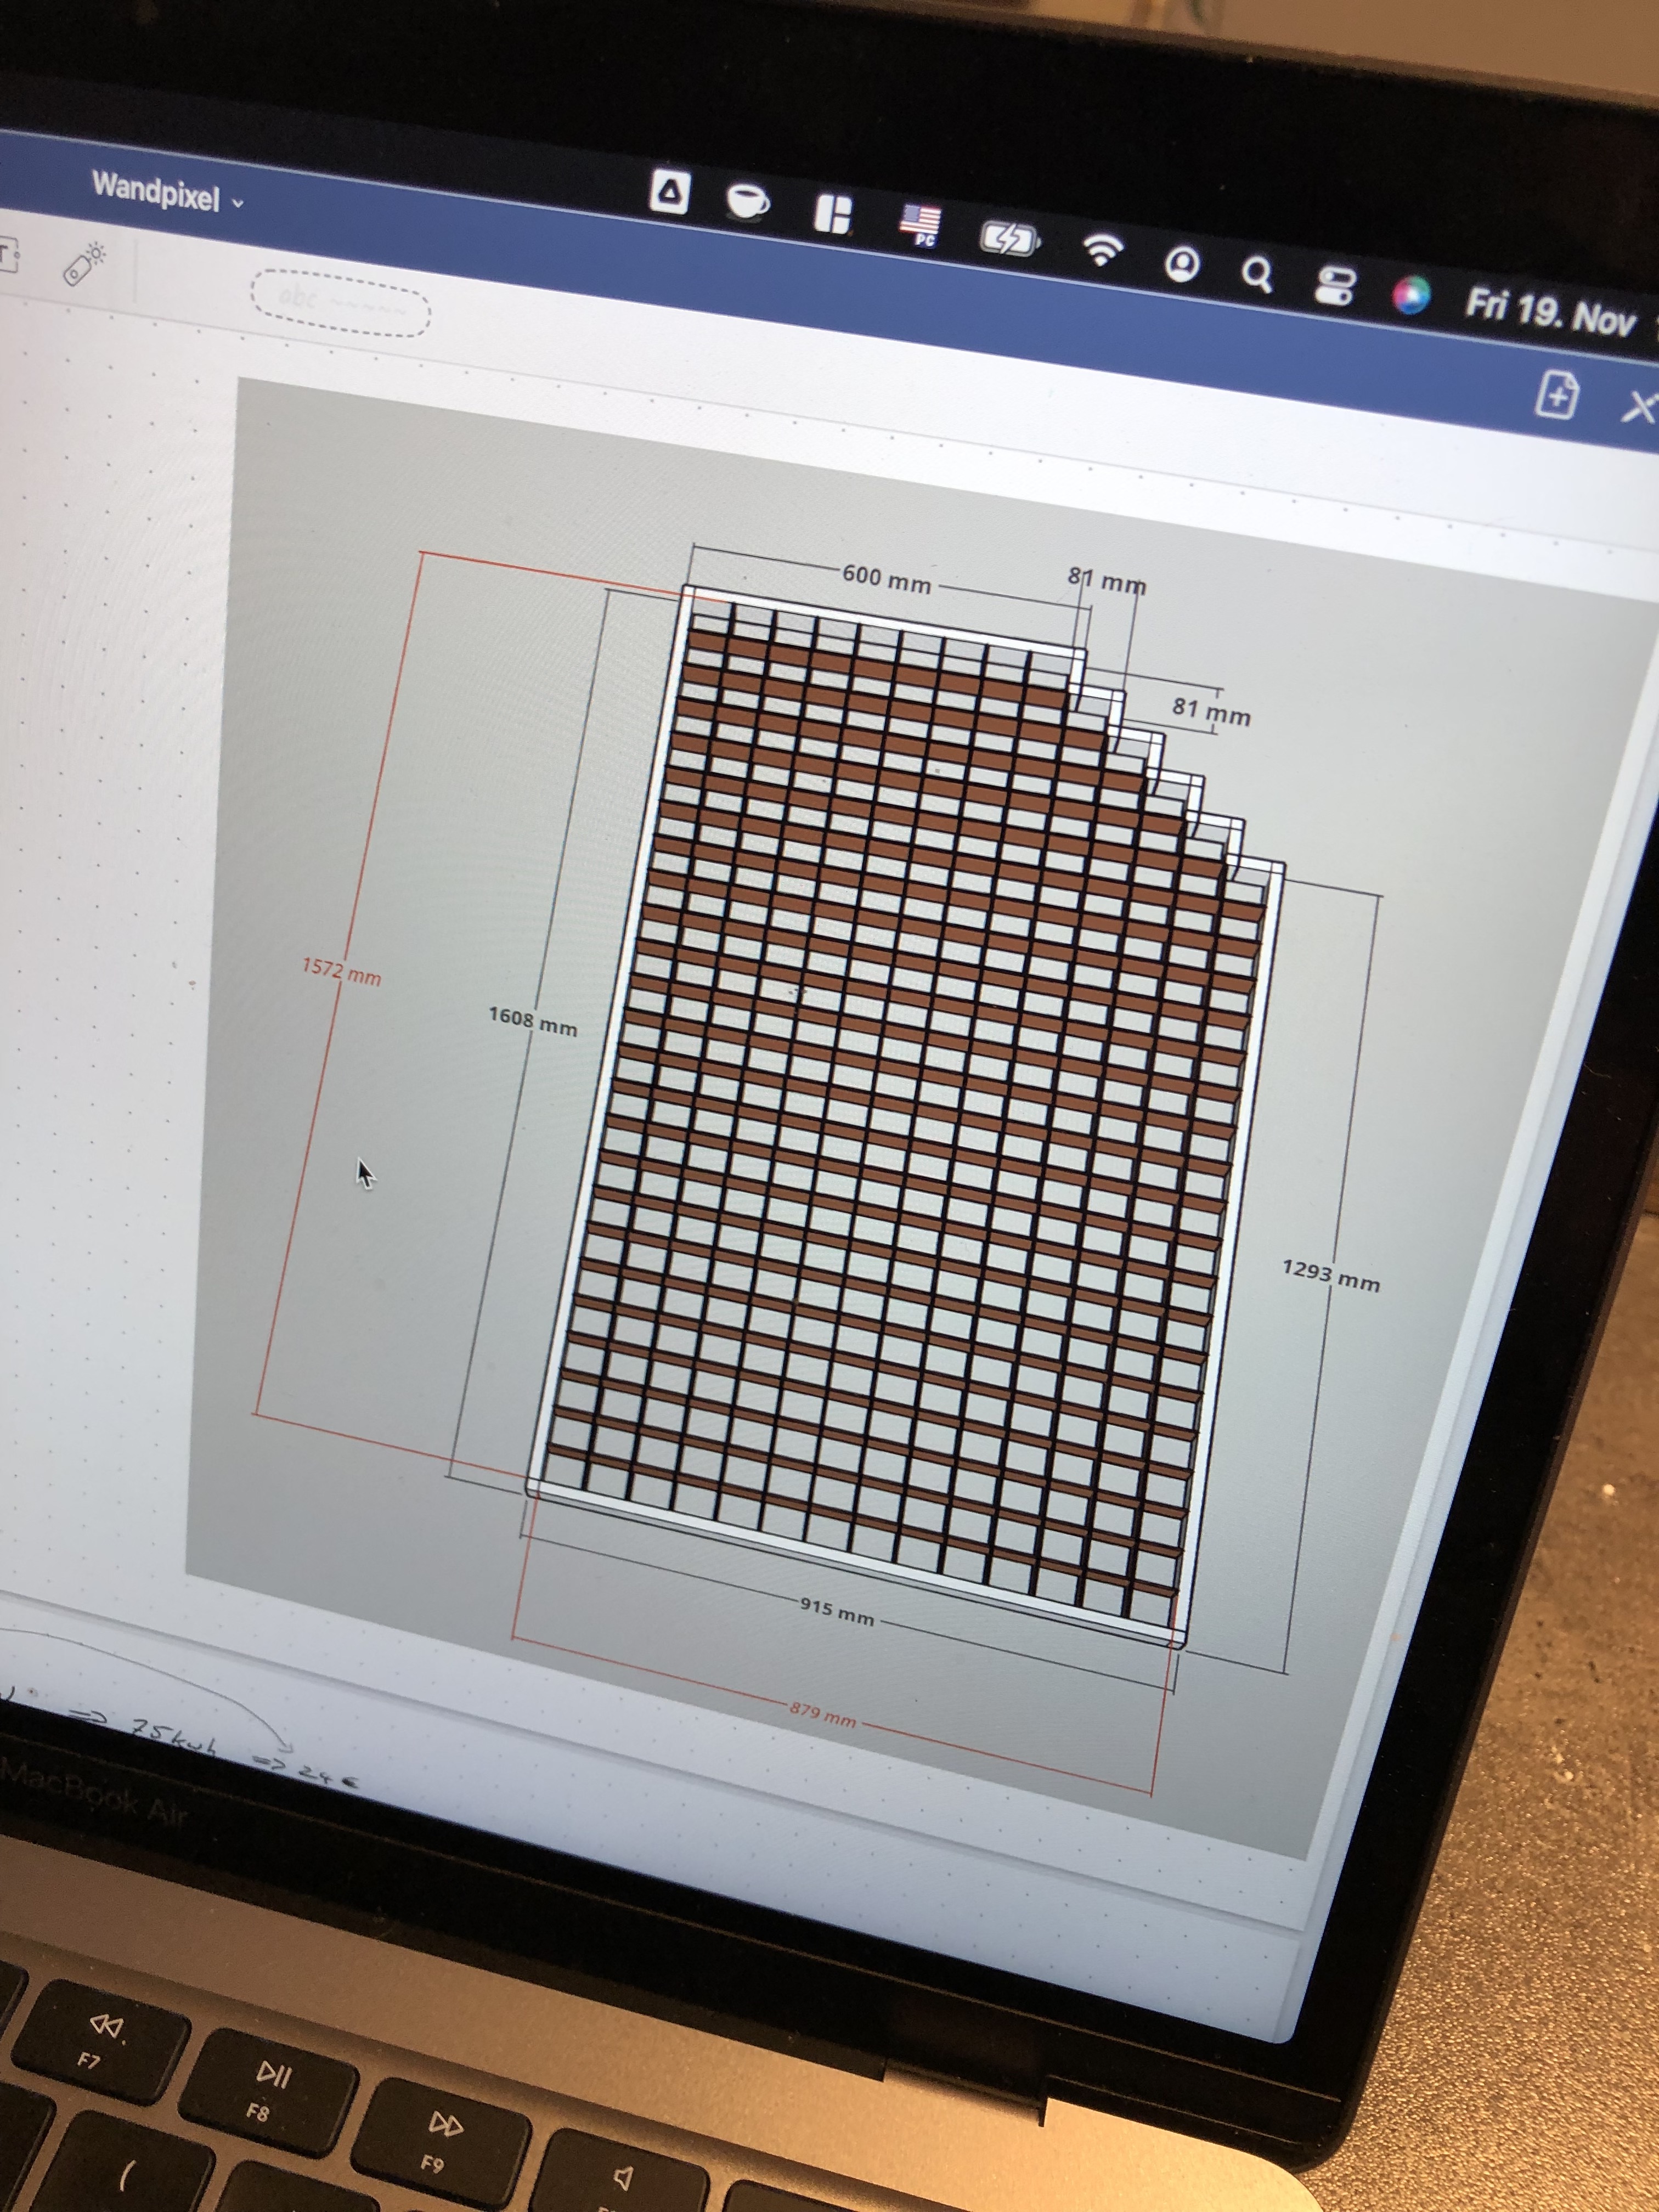 Wandpixel
PC
Fri 19. Nov
abc
600 mm
81 mm
81 mm
1572 mm
1608 mm
1293 mm
915 mm
879 mm
=> 75kwh => 24€
MacBook Air
F7
F8
F9
(